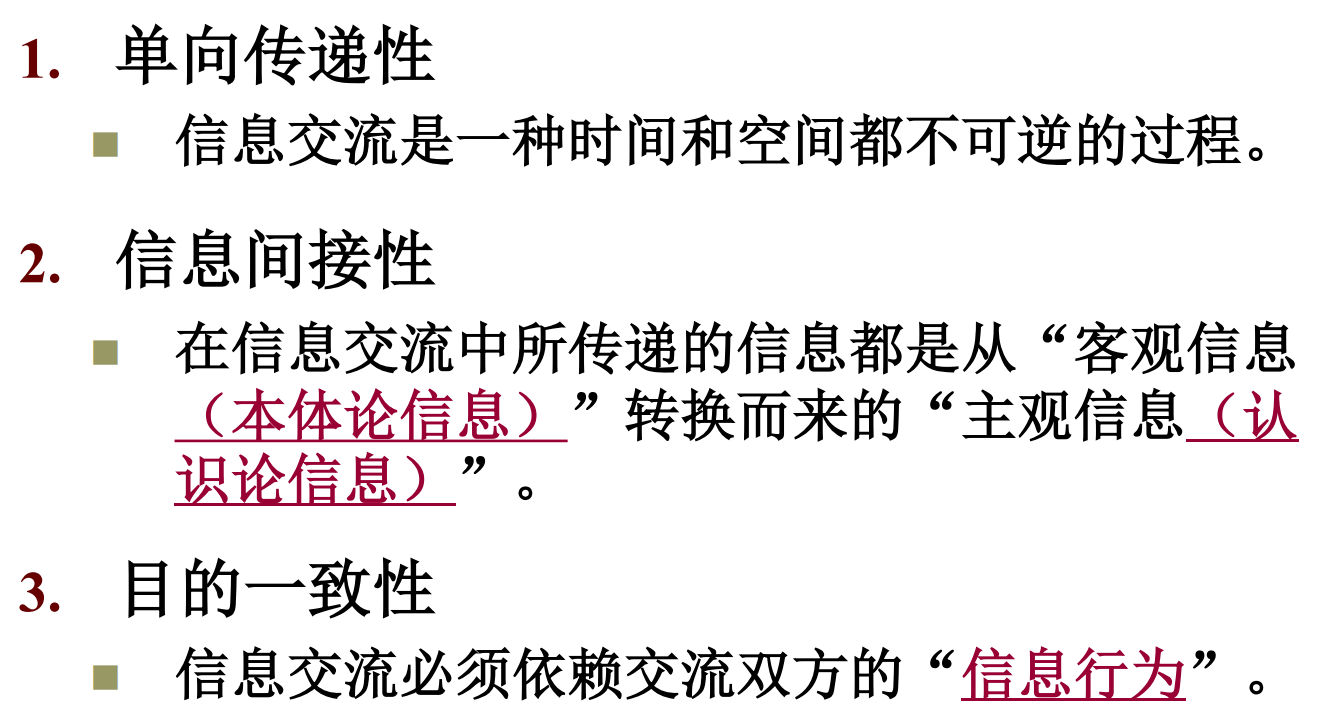 1. 单向传递性
■ 信息交流是一种时间和空间都不可逆的过程。
2. 信息间接性
■ 在信息交流中所传递的信息都是从“客观信息
（本体论信息）”转换而来的“主观信息（认
识论信息）”。
3. 目的一致性
■ 信息交流必须依赖交流双方的“信息行为”。